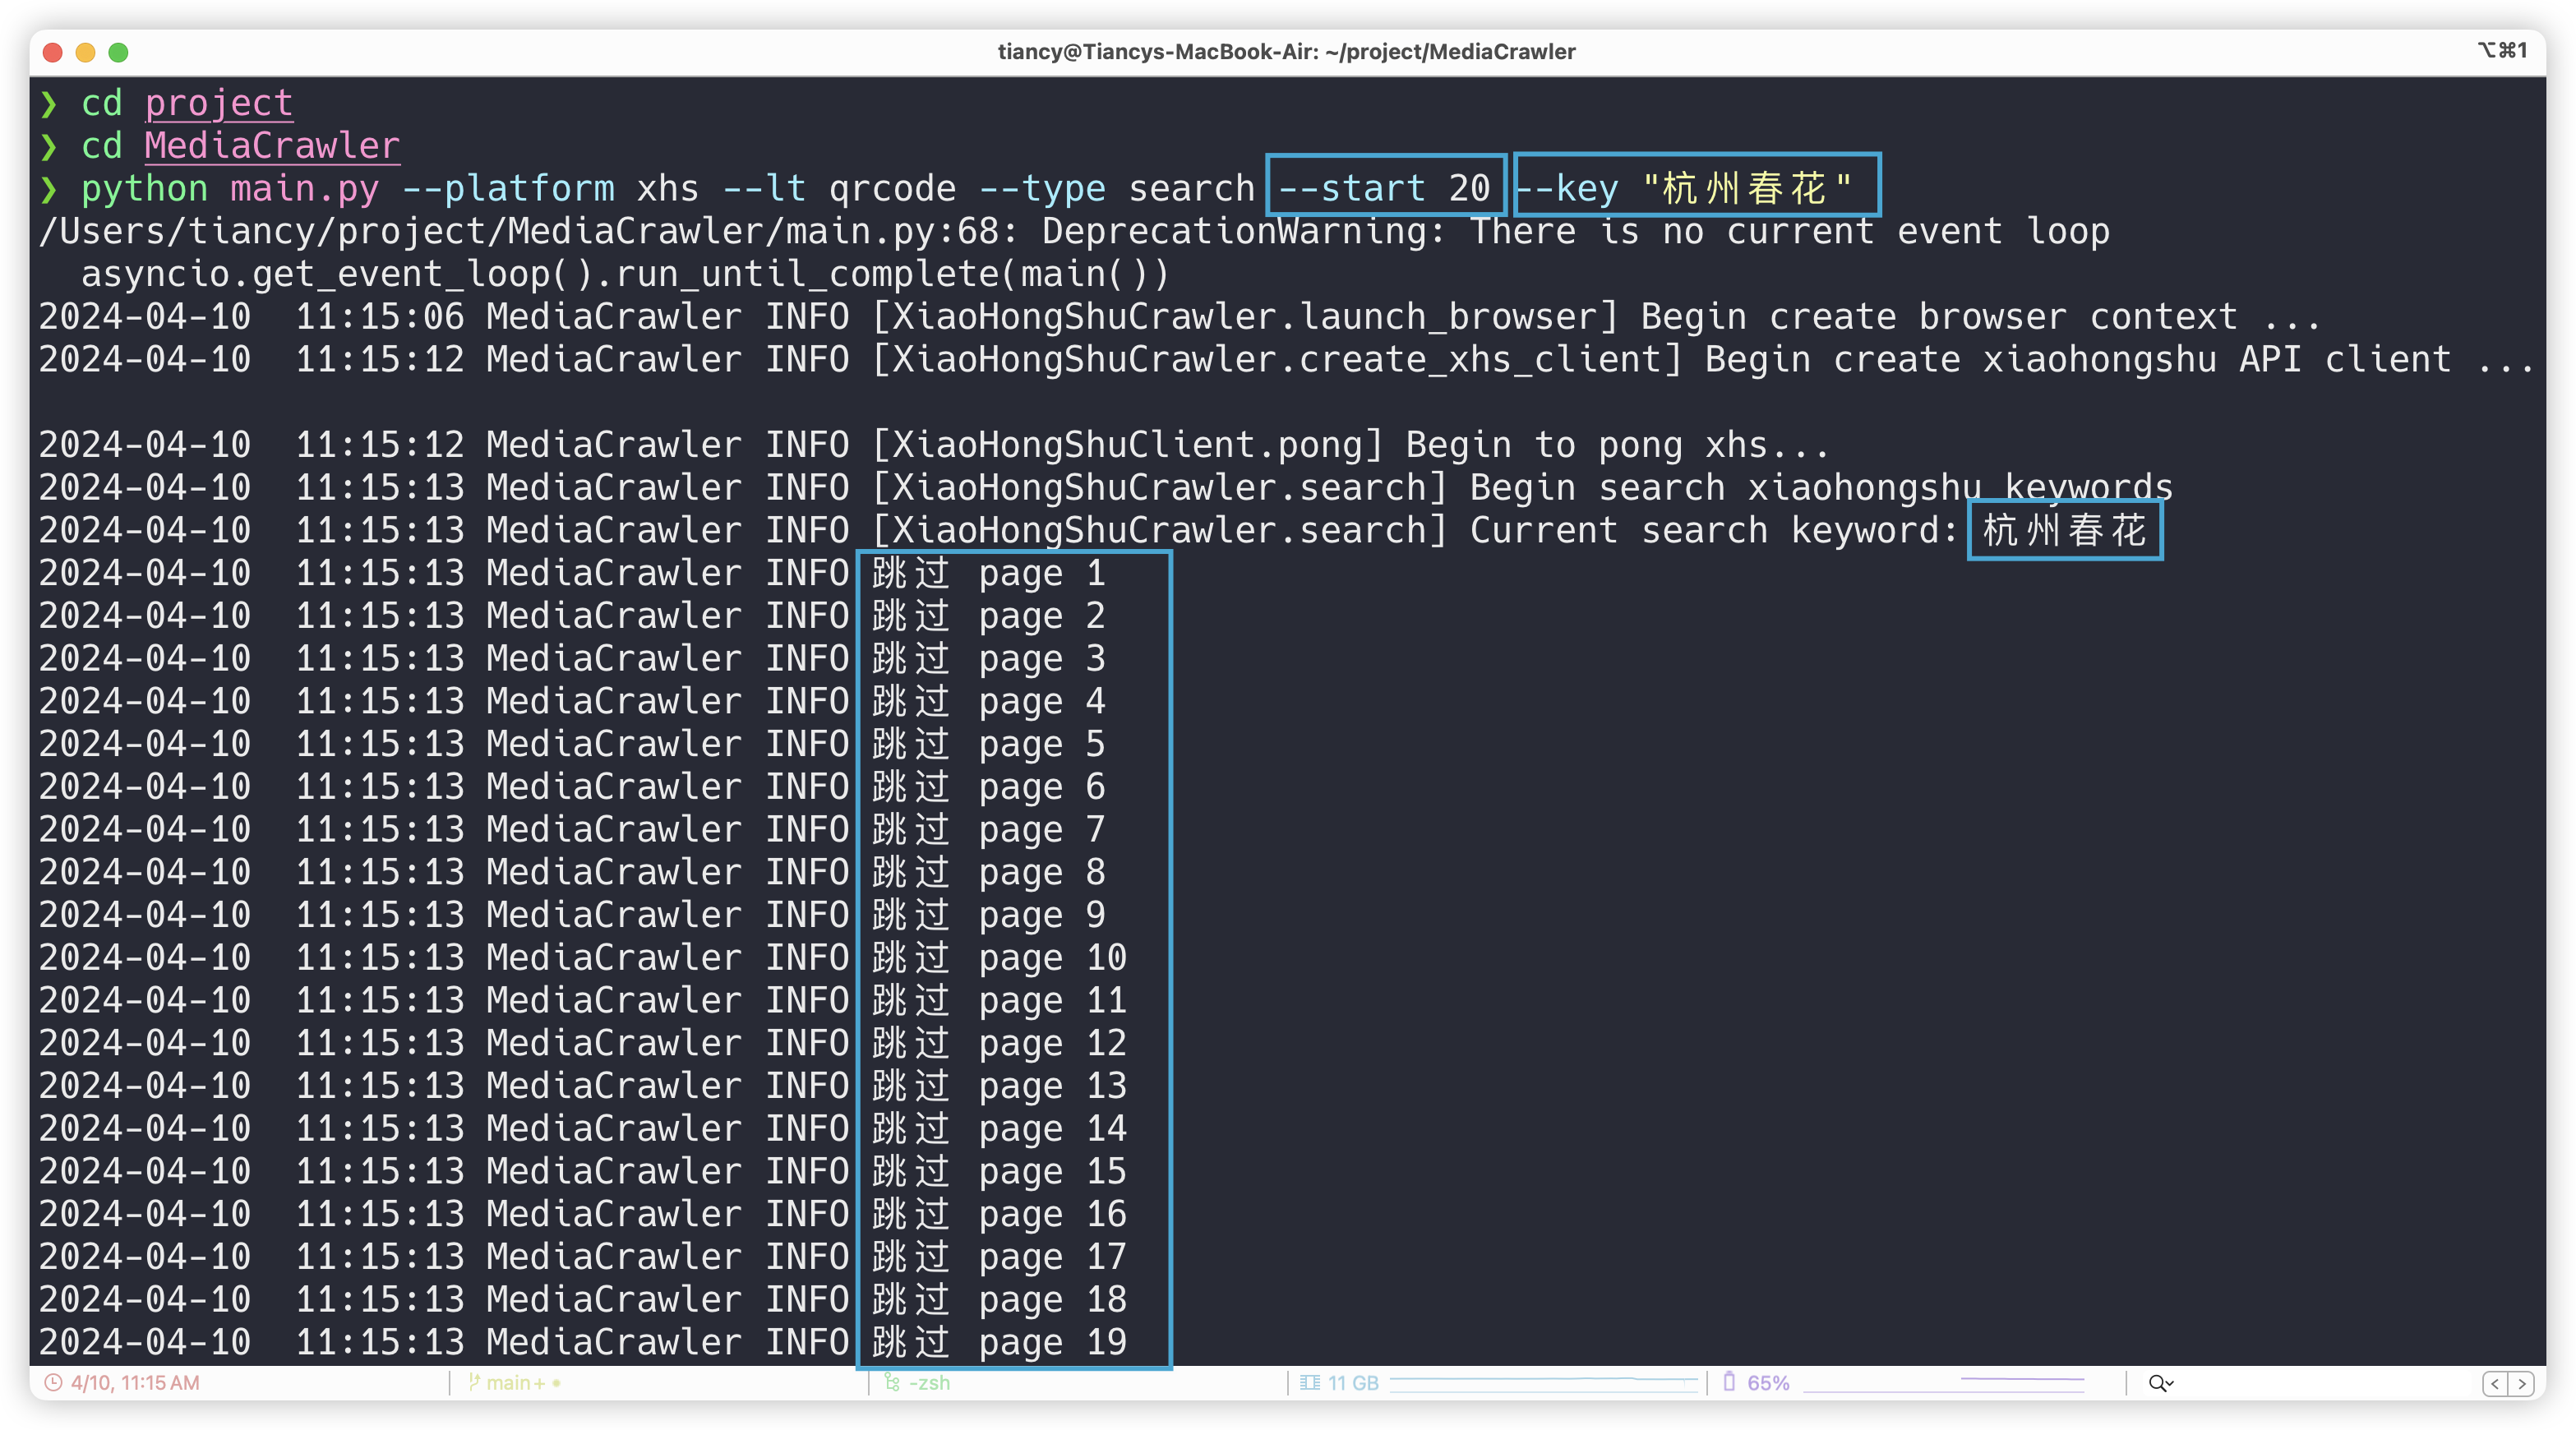 tiancy@Tiancys-MacBook-Air: ~/project/MediaCrawler
⌥⌘1
❯ cd project
❯ cd MediaCrawler
❯ python main.py --platform xhs --lt qrcode --type search --start 20 --key "杭州春花"
/Users/tiancy/project/MediaCrawler/main.py:68: DeprecationWarning: There is no current event loop
  asyncio.get_event_loop().run_until_complete(main())
2024-04-10  11:15:06 MediaCrawler INFO [XiaoHongShuCrawler.launch_browser] Begin create browser context ...
2024-04-10  11:15:12 MediaCrawler INFO [XiaoHongShuCrawler.create_xhs_client] Begin create xiaohongshu API client ...
2024-04-10  11:15:12 MediaCrawler INFO [XiaoHongShuClient.pong] Begin to pong xhs...
2024-04-10  11:15:13 MediaCrawler INFO [XiaoHongShuCrawler.search] Begin search xiaohongshu keywords
2024-04-10  11:15:13 MediaCrawler INFO [XiaoHongShuCrawler.search] Current search keyword: 杭州春花
2024-04-10  11:15:13 MediaCrawler INFO 跳过 page 1
2024-04-10  11:15:13 MediaCrawler INFO 跳过 page 2
2024-04-10  11:15:13 MediaCrawler INFO 跳过 page 3
2024-04-10  11:15:13 MediaCrawler INFO 跳过 page 4
2024-04-10  11:15:13 MediaCrawler INFO 跳过 page 5
2024-04-10  11:15:13 MediaCrawler INFO 跳过 page 6
2024-04-10  11:15:13 MediaCrawler INFO 跳过 page 7
2024-04-10  11:15:13 MediaCrawler INFO 跳过 page 8
2024-04-10  11:15:13 MediaCrawler INFO 跳过 page 9
2024-04-10  11:15:13 MediaCrawler INFO 跳过 page 10
2024-04-10  11:15:13 MediaCrawler INFO 跳过 page 11
2024-04-10  11:15:13 MediaCrawler INFO 跳过 page 12
2024-04-10  11:15:13 MediaCrawler INFO 跳过 page 13
2024-04-10  11:15:13 MediaCrawler INFO 跳过 page 14
2024-04-10  11:15:13 MediaCrawler INFO 跳过 page 15
2024-04-10  11:15:13 MediaCrawler INFO 跳过 page 16
2024-04-10  11:15:13 MediaCrawler INFO 跳过 page 17
2024-04-10  11:15:13 MediaCrawler INFO 跳过 page 18
2024-04-10  11:15:13 MediaCrawler INFO 跳过 page 19
4/10, 11:15 AM
main+ •
-zsh
11 GB
65%